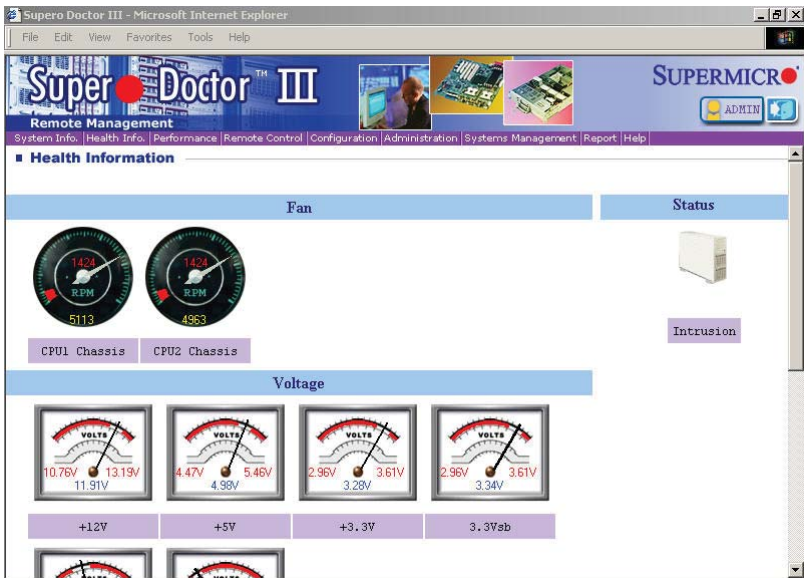 Supero Doctor III - Microsoft Internet Explorer
File Edit View Favorites Tools Help
Super Doctor™ III
SUPERMICR
Remote Management
ADMIN
System Info. | Health Info. | Performance | Remote Control | Configuration | Administration | Systems Management | Report | Help |
Health Information
Fan
Status
1424
RPM
5113
1424
RPM
4963
CPU1 Chassis
CPU2 Chassis
Intrusion
Voltage
VOLTS
10.76V 13.19V
11.91V
VOLTS
4.47V 5.46V
4.98V
VOLTS
2.96V 3.61V
3.28V
VOLTS
2.96V 3.61V
3.34V
+12V
+5V
+3.3V
3.3Vsb